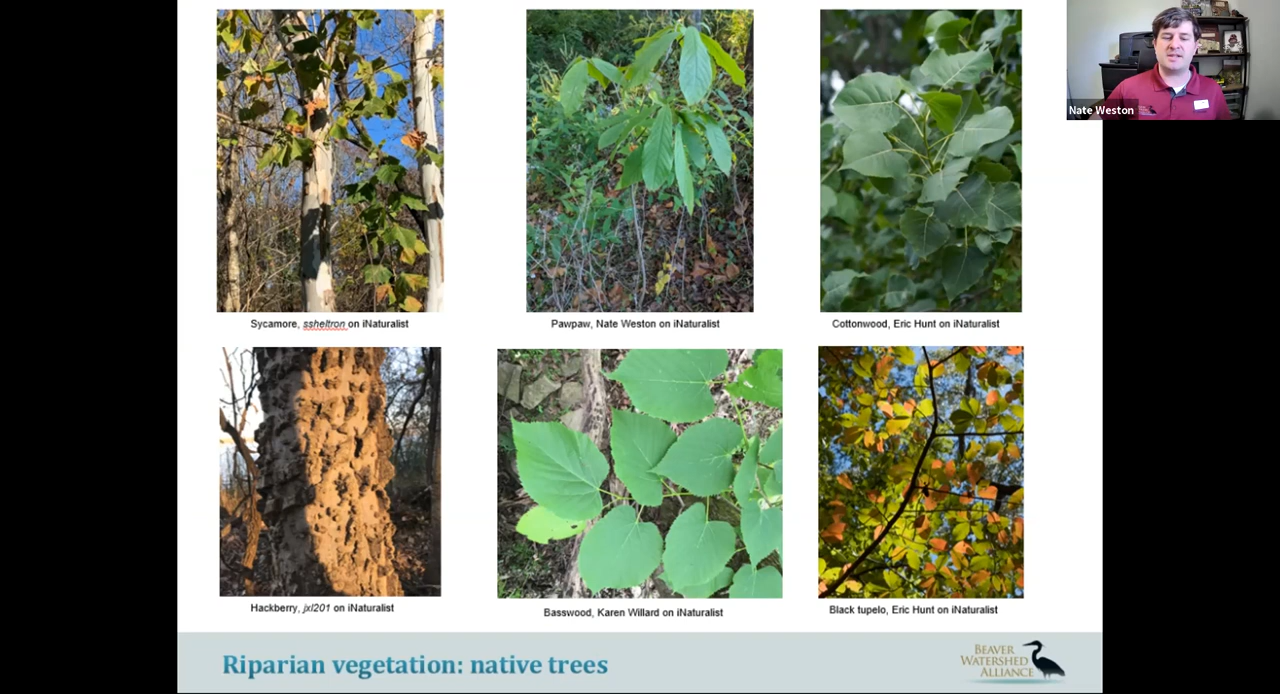 Nate Weston
Sycamore, ssheltron on iNaturalist
Pawpaw, Nate Weston on iNaturalist
Cottonwood, Eric Hunt on iNaturalist
Hackberry, jxl201 on iNaturalist
Basswood, Karen Willard on iNaturalist
Black tupelo, Eric Hunt on iNaturalist
Riparian vegetation: native trees
BEAVER
WATERSHED
ALLIANCE